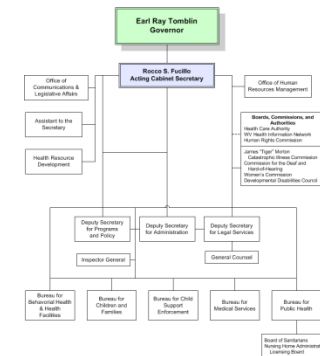 Earl Ray Tomblin
Governor
Rocco S. Fucillo
Acting Cabinet Secretary
Office of
Communications &
Legislative Affairs
Assistant to the
Secretary
Health Resource
Development
Office of Human
Resources Management
Boards, Commissions, and
Authorities
Health Care Authority
WV Health Information Network
Human Rights Commission
James "Tiger" Morton
Catastrophic Illness Commission
Commission for the Deaf and
Hard-of-Hearing
Women's Commission
Developmental Disabilities Council
Deputy Secretary
for Programs
and Policy
Deputy Secretary
for Administration
Deputy Secretary
for Legal Services
Inspector General
General Counsel
Bureau for
Behavioral Health
& Health
Facilities
Bureau for
Children and
Families
Bureau for Child
Support
Enforcement
Bureau for
Medical Services
Bureau for
Public Health
Board of Sanitarians
Nursing Home Administrat
Licensing Board